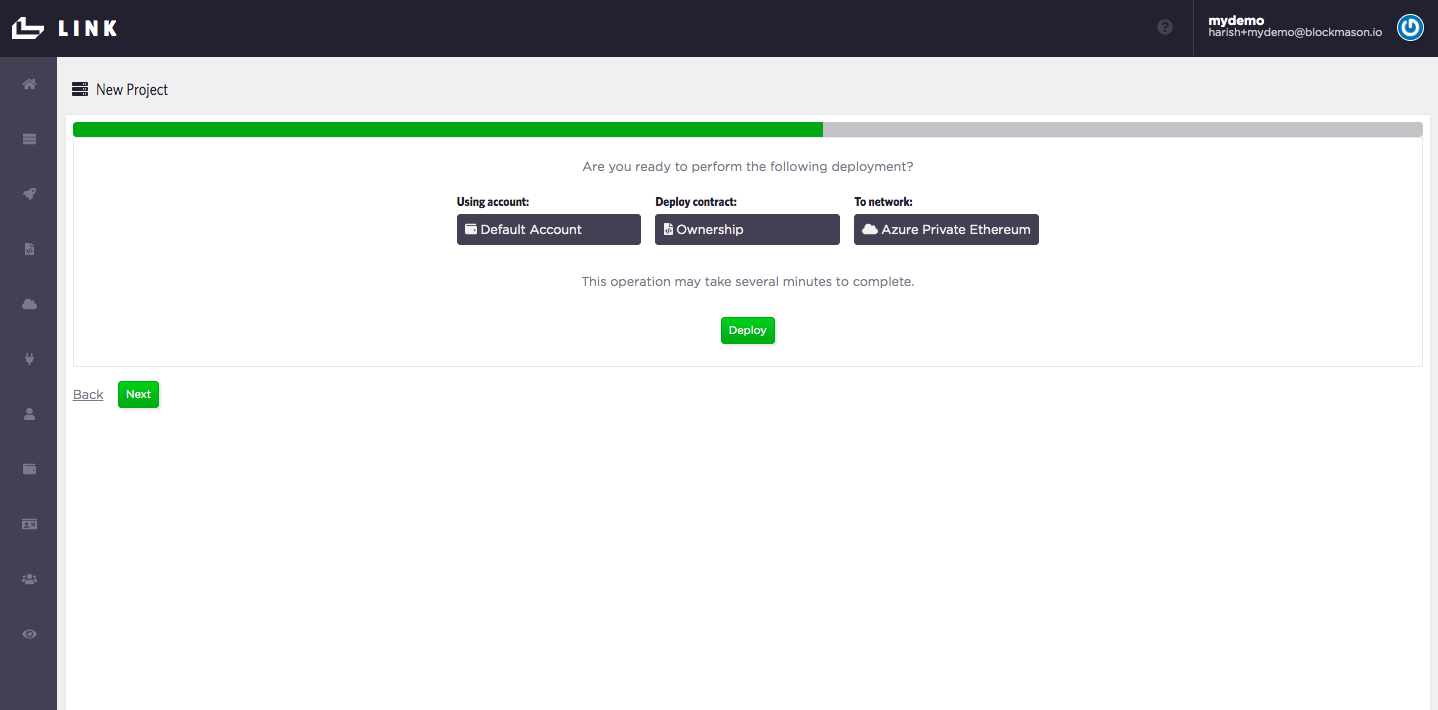 LINK
mydemo
harish+mydemo@blockmason.io
New Project
Are you ready to perform the following deployment?
Using account: Deploy contract: To network:
Default Account Ownership Azure Private Ethereum
This operation may take several minutes to complete.
Deploy
Back Next